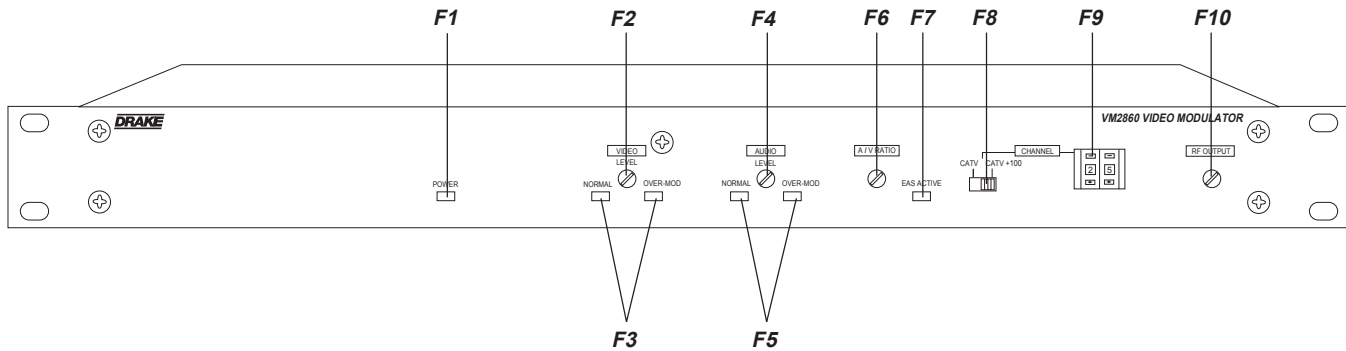 F1 F2 F4 F6 F7 F8 F9 F10
DRAKE
VM2860 VIDEO MODULATOR
VIDEO AUDIO A / V RATIO CHANNEL RF OUTPUT
LEVEL LEVEL CATV CATV +100
2 5
POWER NORMAL OVER-MOD NORMAL OVER-MOD EAS ACTIVE
F3 F5